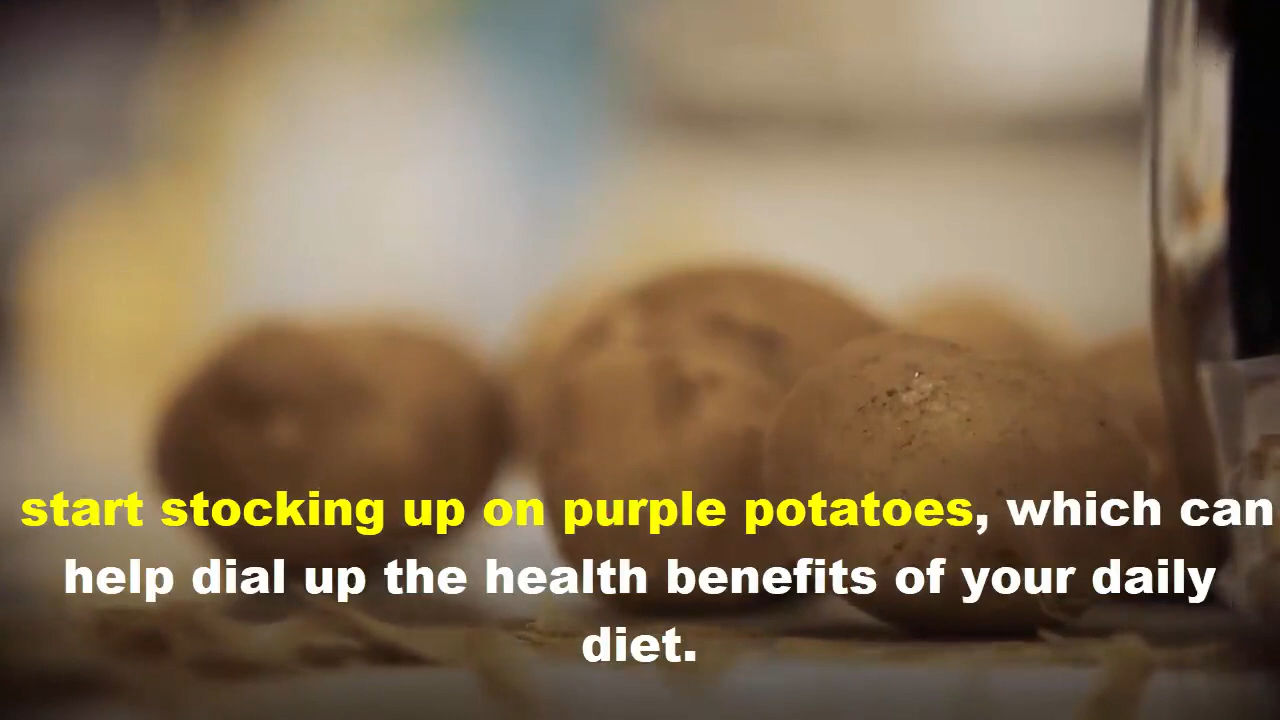 start stocking up on purple potatoes, which can
help dial up the health benefits of your daily
diet.